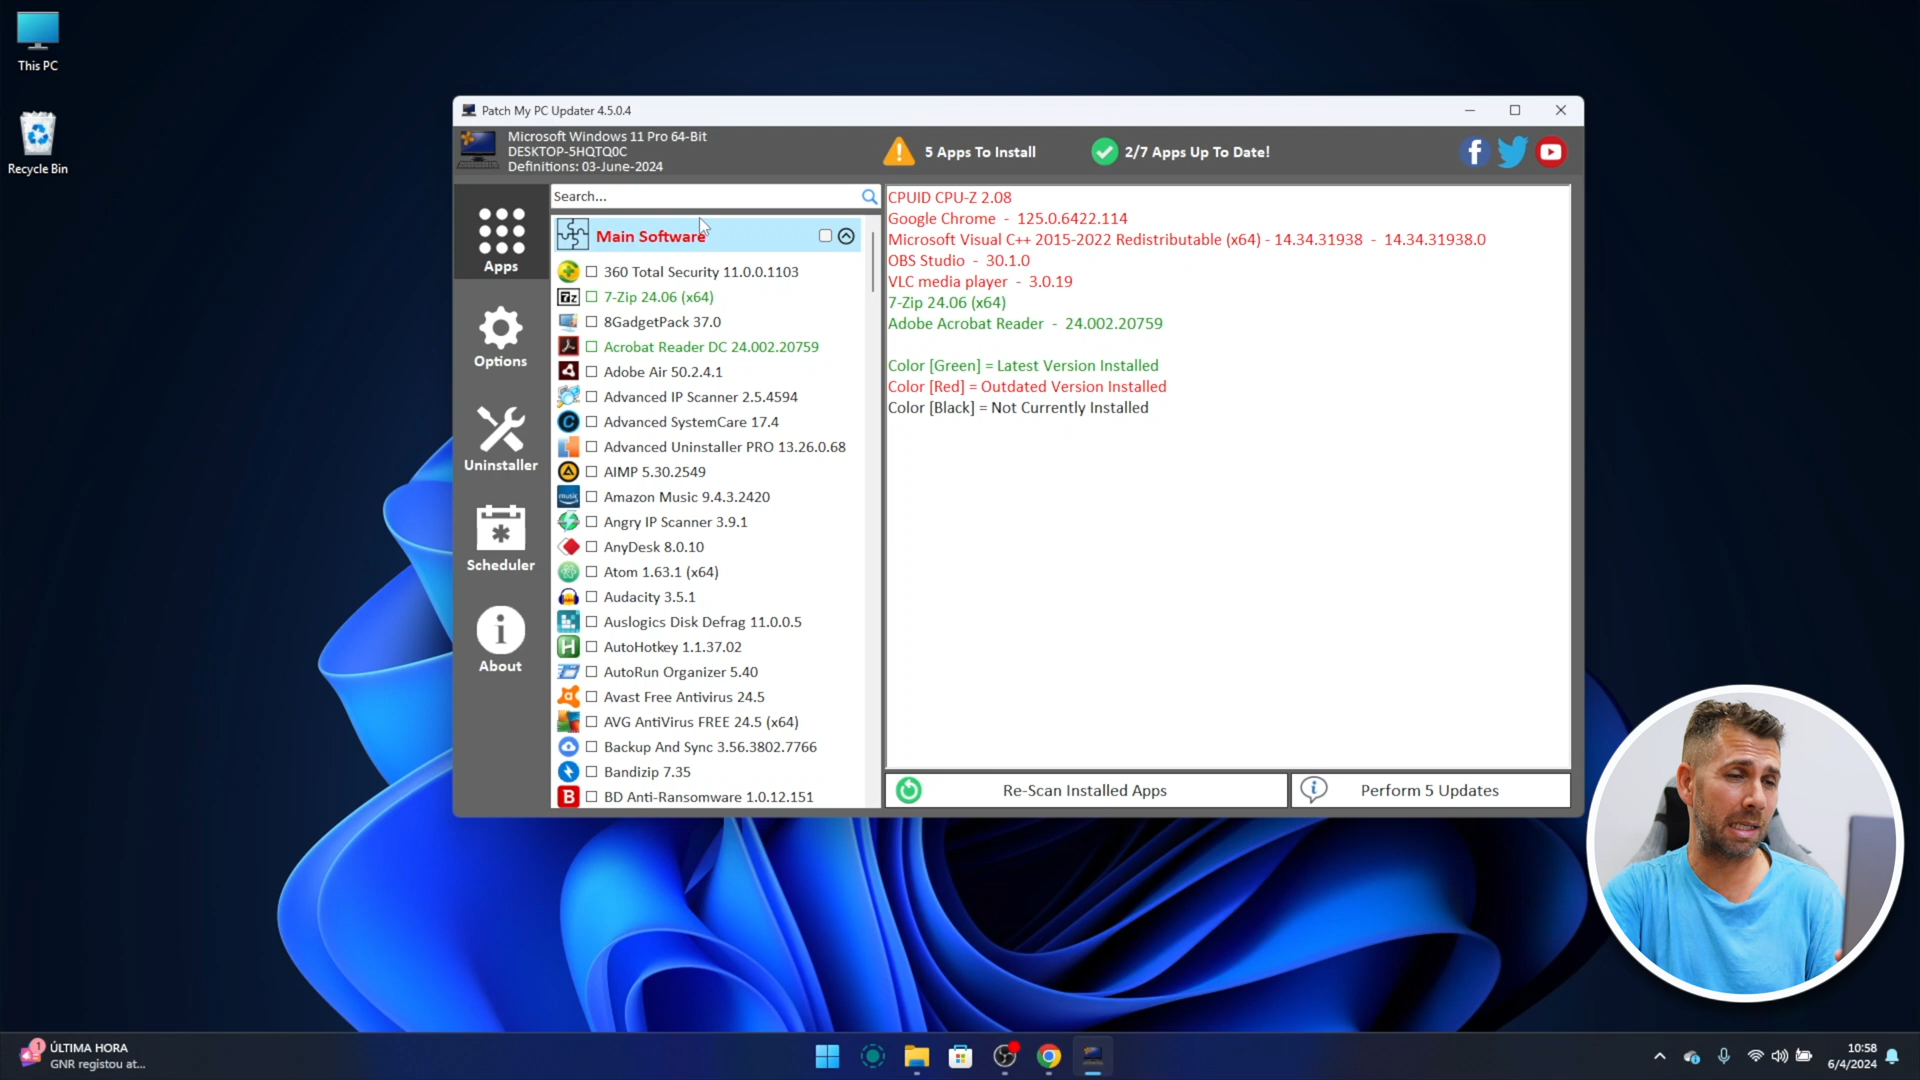 This PC
Recycle Bin
Patch My PC Updater 4.5.0.4
Microsoft Windows 11 Pro 64-Bit
DESKTOP-5HQTQ0C
Definitions: 03-June-2024
5 Apps To Install
2/7 Apps Up To Date!
Apps
Options
Uninstaller
Scheduler
About
Search...
Main Software
360 Total Security 11.0.0.1103
7-Zip 24.06 (x64)
8GadgetPack 37.0
Acrobat Reader DC 24.002.20759
Adobe Air 50.2.4.1
Advanced IP Scanner 2.5.4594
Advanced SystemCare 17.4
Advanced Uninstaller PRO 13.26.0.68
AIMP 5.30.2549
Amazon Music 9.4.3.2420
Angry IP Scanner 3.9.1
AnyDesk 8.0.10
Atom 1.63.1 (x64)
Audacity 3.5.1
Auslogics Disk Defrag 11.0.0.5
AutoHotkey 1.1.37.02
AutoRun Organizer 5.40
Avast Free Antivirus 24.5
AVG AntiVirus FREE 24.5 (x64)
Backup And Sync 3.56.3802.7766
Bandizip 7.35
BD Anti-Ransomware 1.0.12.151
CPUID CPU-Z 2.08
Google Chrome - 125.0.6422.114
Microsoft Visual C++ 2015-2022 Redistributable (x64) - 14.34.31938 - 14.34.31938.0
OBS Studio - 30.1.0
VLC media player - 3.0.19
7-Zip 24.06 (x64)
Adobe Acrobat Reader - 24.002.20759
Color [Green] = Latest Version Installed
Color [Red] = Outdated Version Installed
Color [Black] = Not Currently Installed
Re-Scan Installed Apps
Perform 5 Updates
1
ÚLTIMA HORA
GNR registou at...
10:58
6/4/2024